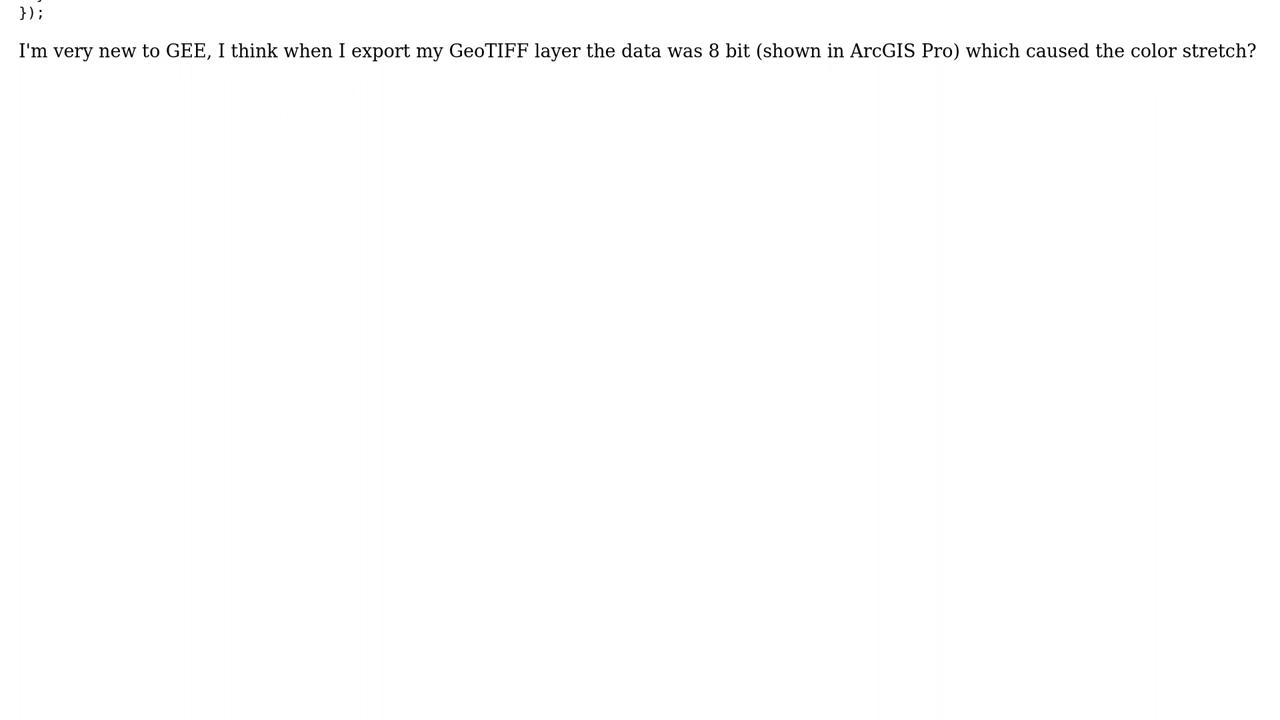 });
I'm very new to GEE, I think when I export my GeoTIFF layer the data was 8 bit (shown in ArcGIS Pro) which caused the color stretch?